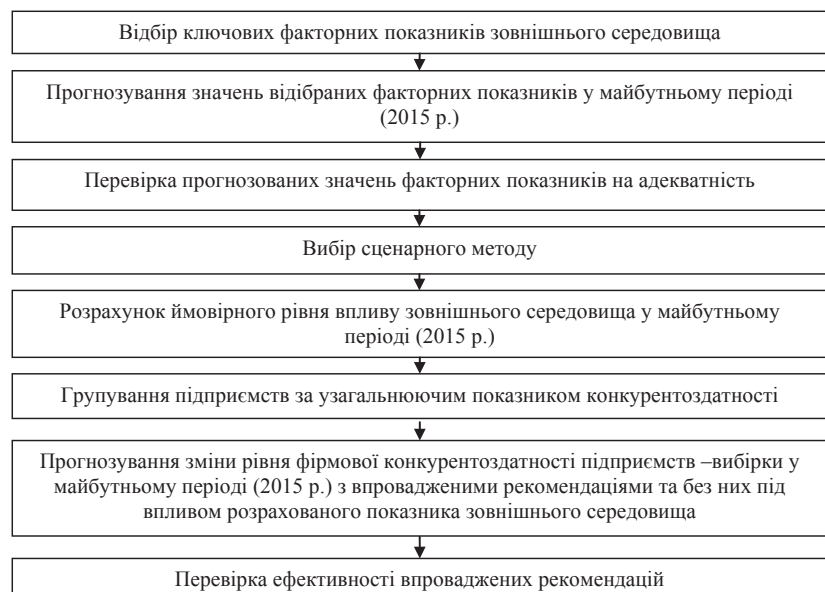 Відбір ключових факторних показників зовнішнього середовища
Прогнозування значень відібраних факторних показників у майбутньому періоді
(2015 р.)
Перевірка прогнозованих значень факторних показників на адекватність
Вибір сценарного методу
Розрахунок ймовірного рівня впливу зовнішнього середовища у майбутньому
періоді (2015 р.)
Групування підприємств за узагальнюючим показником конкурентоздатності
Прогнозування зміни рівня фірмової конкурентоздатності підприємств –вибірки у
майбутньому періоді (2015 р.) з впровадженими рекомендаціями та без них під
впливом розрахованого показника зовнішнього середовища
Перевірка ефективності впроваджених рекомендацій